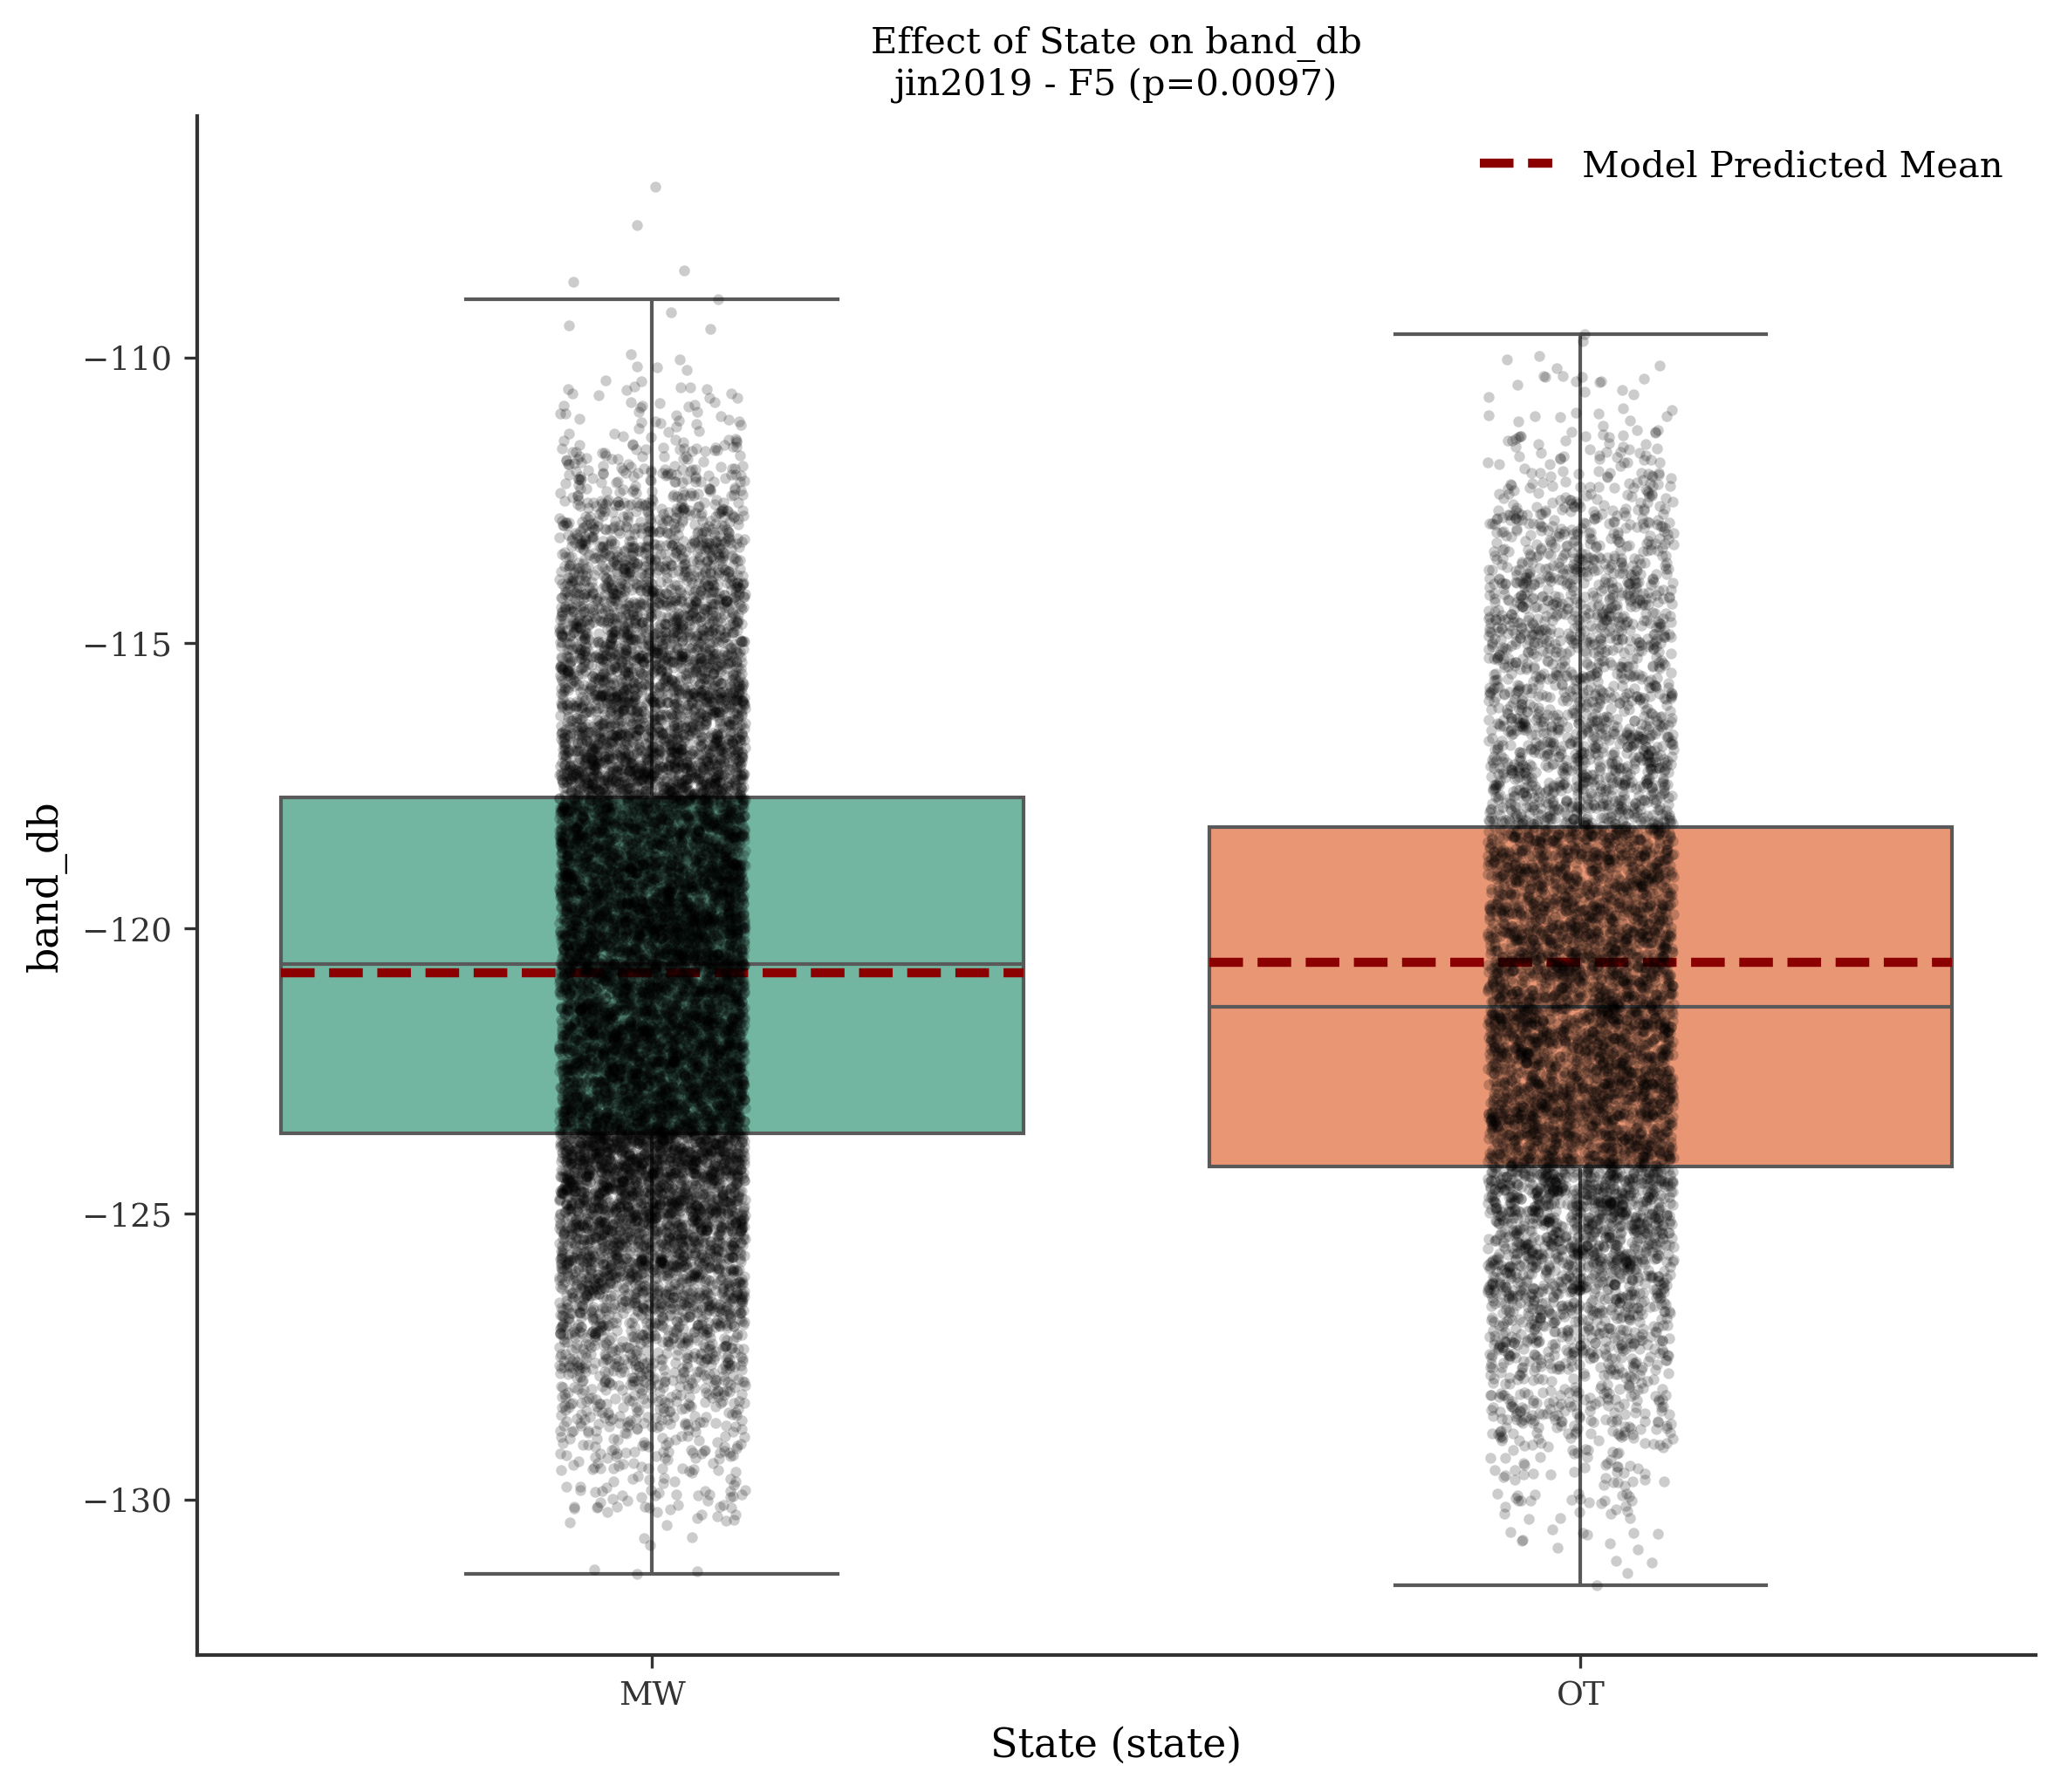 Effect of State on band_db
jin2019 - F5 (p=0.0097)
Model Predicted Mean
−110
−115
−120
−125
−130
band_db
MW
OT
State (state)